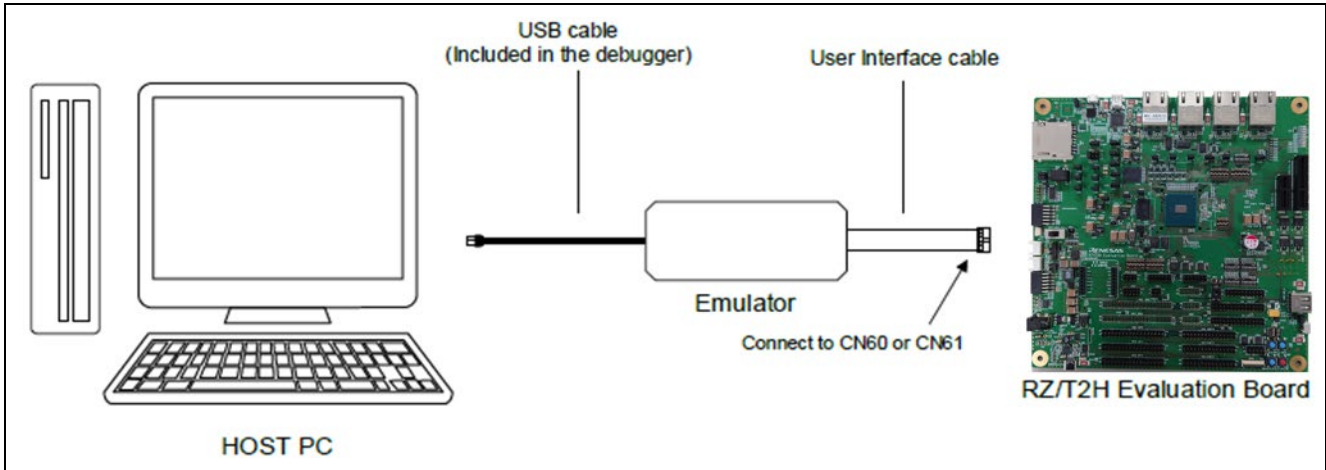 USB cable
(Included in the debugger)
User Interface cable
Emulator
Connect to CN60 or CN61
RENESAS
RZ/T2H Evaluation Board
HOST PC